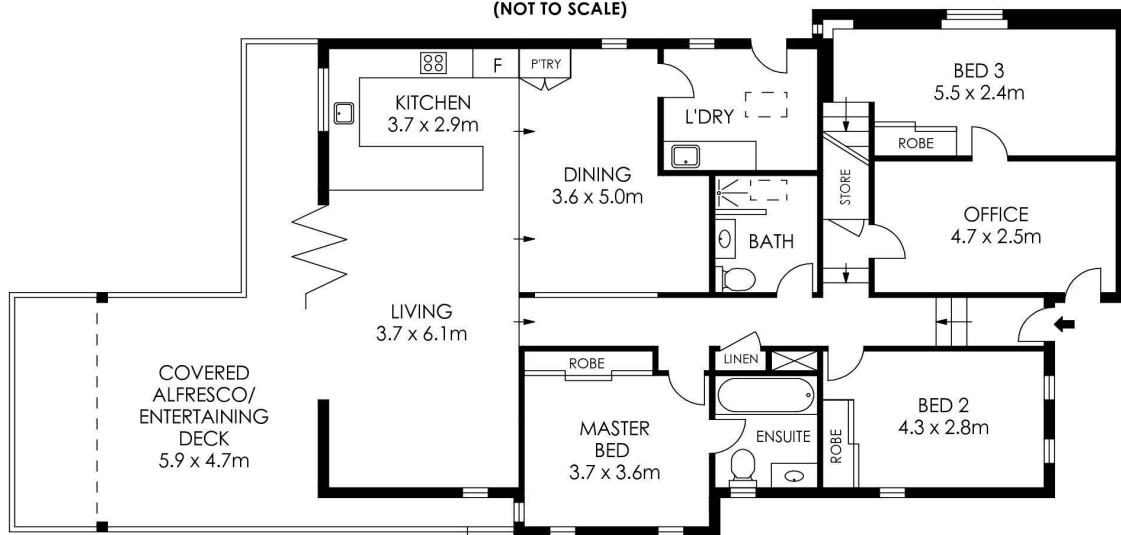 (NOT TO SCALE)
BED 3
5.5 x 2.4m
ROBE
F
P'TRY
KITCHEN
3.7 x 2.9m
L'DRY
DINING
3.6 x 5.0m
STORE
OFFICE
4.7 x 2.5m
BATH
LIVING
3.7 x 6.1m
COVERED
ALFRESCO/
ENTERTAINING
DECK
5.9 x 4.7m
ROBE
LINEN
MASTER
BED
3.7 x 3.6m
ENSUITE
ROBE
BED 2
4.3 x 2.8m